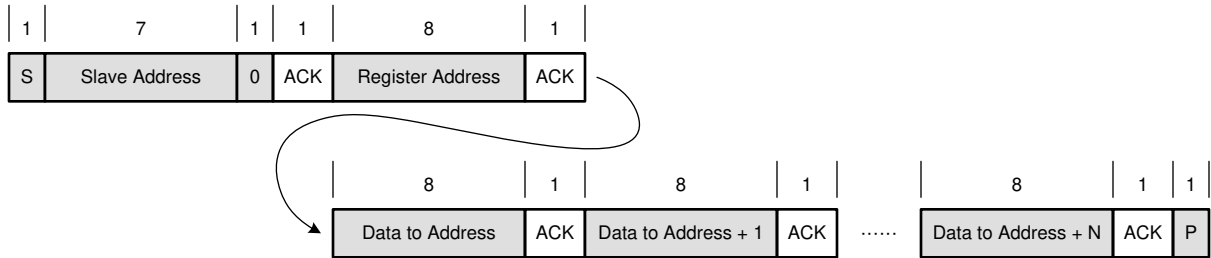 1 7 1 1 8 1
S Slave Address 0 ACK Register Address ACK
8 1 8 1 8 1 1
Data to Address ACK Data to Address + 1 ACK ...... Data to Address + N ACK P